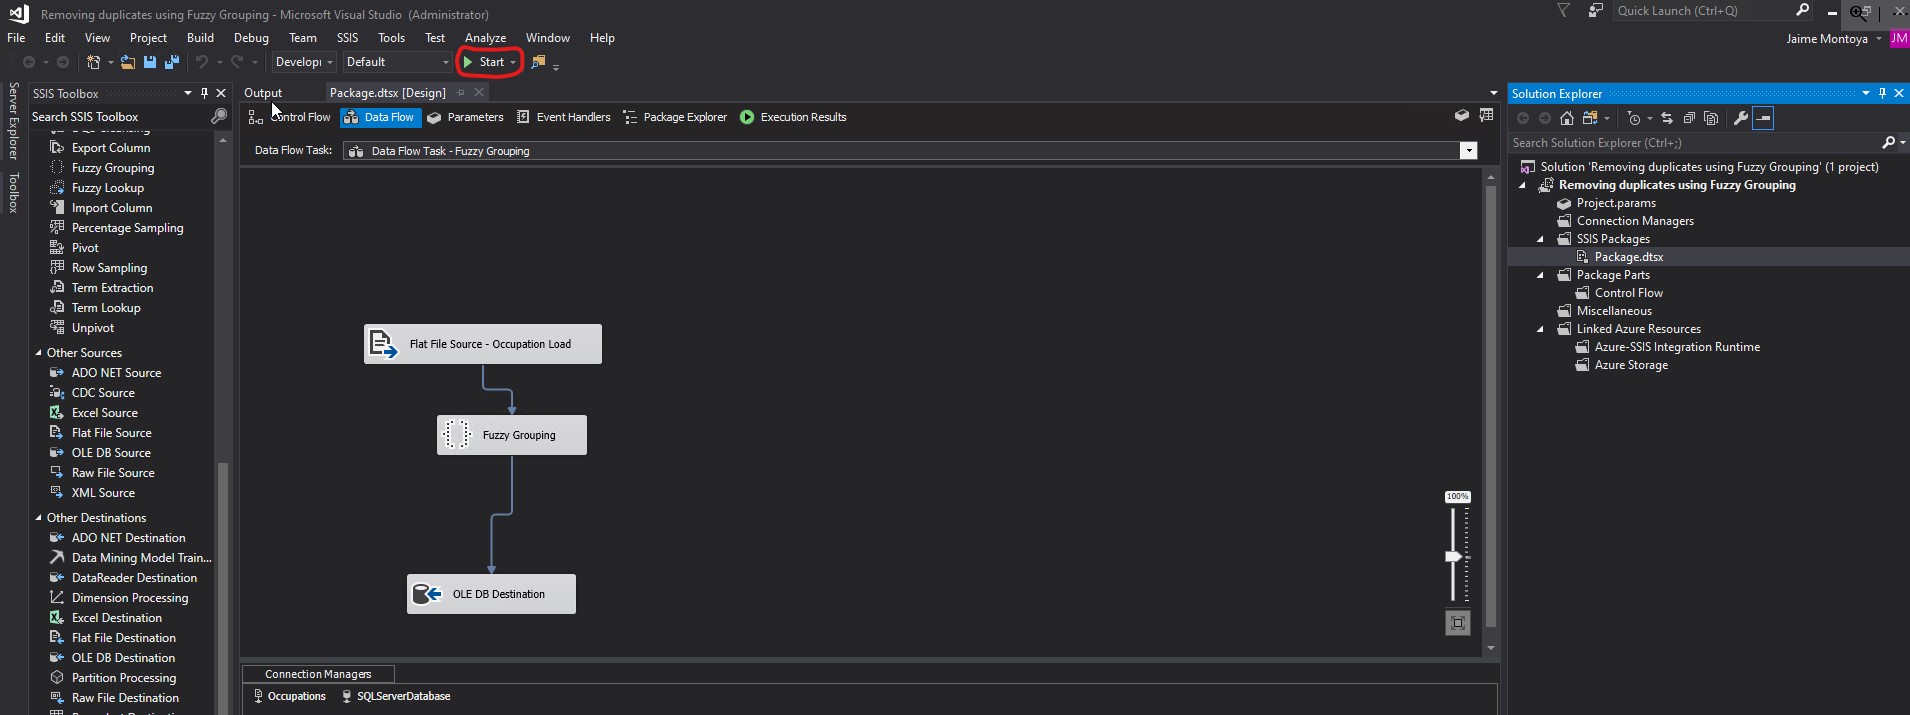 Removing duplicates using Fuzzy Grouping - Microsoft Visual Studio (Administrator)
Quick Launch (Ctrl+Q)
File Edit View Project Build Debug Team SSIS Tools Test Analyze Window Help
Jaime Montoya JM
Default
Start
Server Explorer
Toolbox
SSIS Toolbox
Search SSIS Toolbox
Export Column
Fuzzy Grouping
Fuzzy Lookup
Import Column
Percentage Sampling
Pivot
Row Sampling
Term Extraction
Term Lookup
Unpivot
Other Sources
ADO NET Source
CDC Source
Excel Source
Flat File Source
OLE DB Source
Raw File Source
XML Source
Other Destinations
ADO NET Destination
Data Mining Model Train...
DataReader Destination
Dimension Processing
Excel Destination
Flat File Destination
OLE DB Destination
Partition Processing
Raw File Destination
Output
Package.dtsx [Design]
Control Flow
Data Flow
Parameters
Event Handlers
Package Explorer
Execution Results
Data Flow Task:
Data Flow Task - Fuzzy Grouping
Flat File Source - Occupation Load
Fuzzy Grouping
OLE DB Destination
100%
Connection Managers
Occupations
SQLServerDatabase
Solution Explorer
Search Solution Explorer (Ctrl+;)
Solution 'Removing duplicates using Fuzzy Grouping' (1 project)
Removing duplicates using Fuzzy Grouping
Project.params
Connection Managers
SSIS Packages
Package.dtsx
Package Parts
Control Flow
Miscellaneous
Linked Azure Resources
Azure-SSIS Integration Runtime
Azure Storage